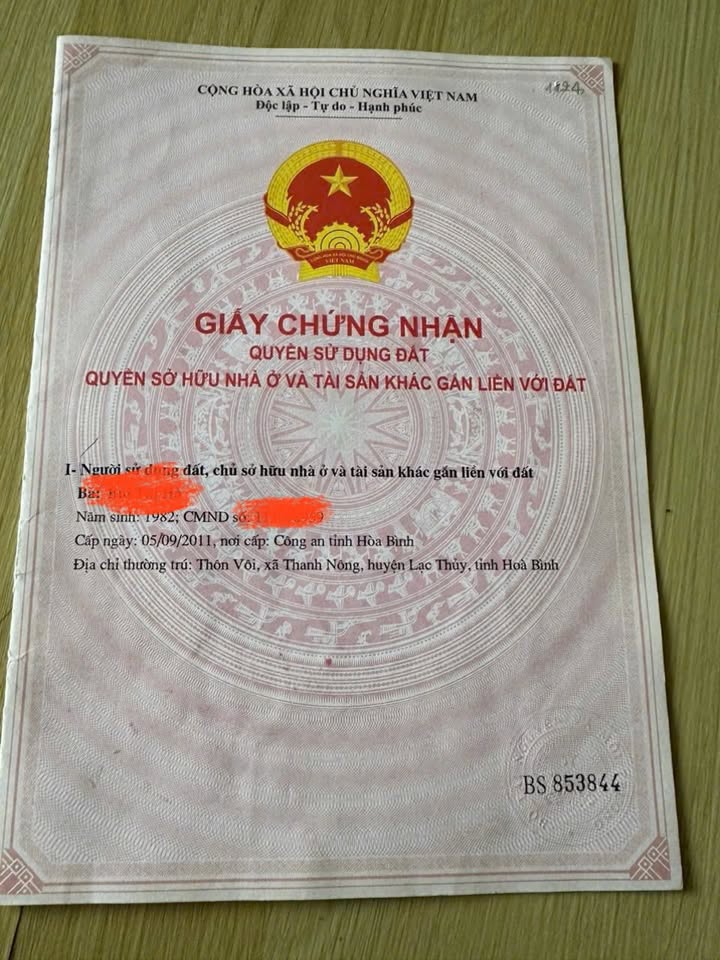 CỘNG HÒA XÃ HỘI CHỦ NGHĨA VIỆT NAM
Độc lập - Tự do - Hạnh phúc
VIỆT NAM
GIẤY CHỨNG NHẬN
QUYỀN SỬ DỤNG ĐẤT
QUYỀN SỞ HỮU NHÀ Ở VÀ TÀI SẢN KHÁC GẮN LIỀN VỚI ĐẤT
I- Người sử dụng đất, chủ sở hữu nhà ở và tài sản khác gắn liền với đất
Bà:
Năm sinh: 1982; CMND số:
Cấp ngày: 05/09/2011, nơi cấp: Công an tỉnh Hòa Bình
Địa chỉ thường trú: Thôn Vôi, xã Thanh Nông, huyện Lạc Thủy, tỉnh Hoà Bình
BS 853844